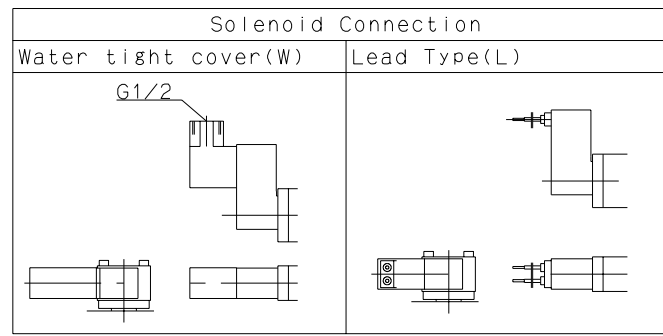 Solenoid Connection
Water tight cover(W)
Lead Type(L)
G1/2